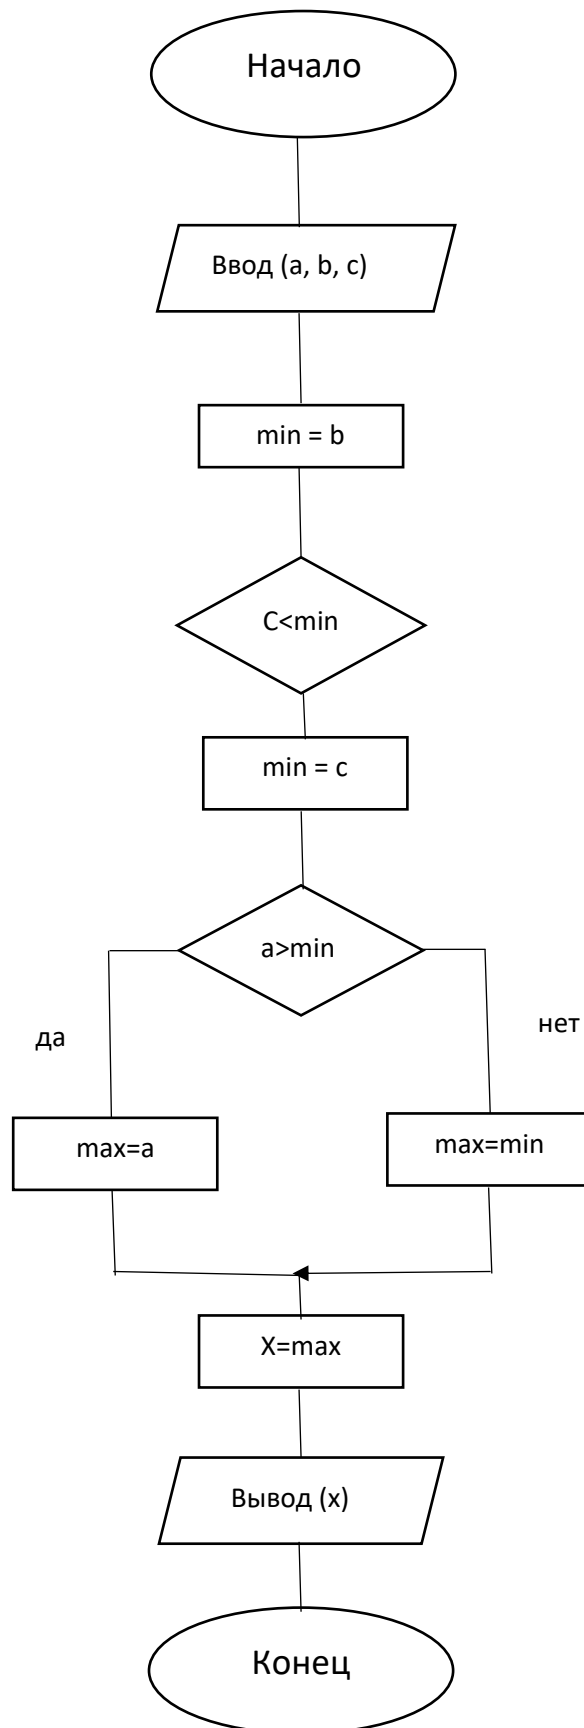 Начало
Ввод (a, b, c)
min = b
C<min
min = c
a>min
да
нет
max=a
max=min
X=max
Вывод (x)
Конец